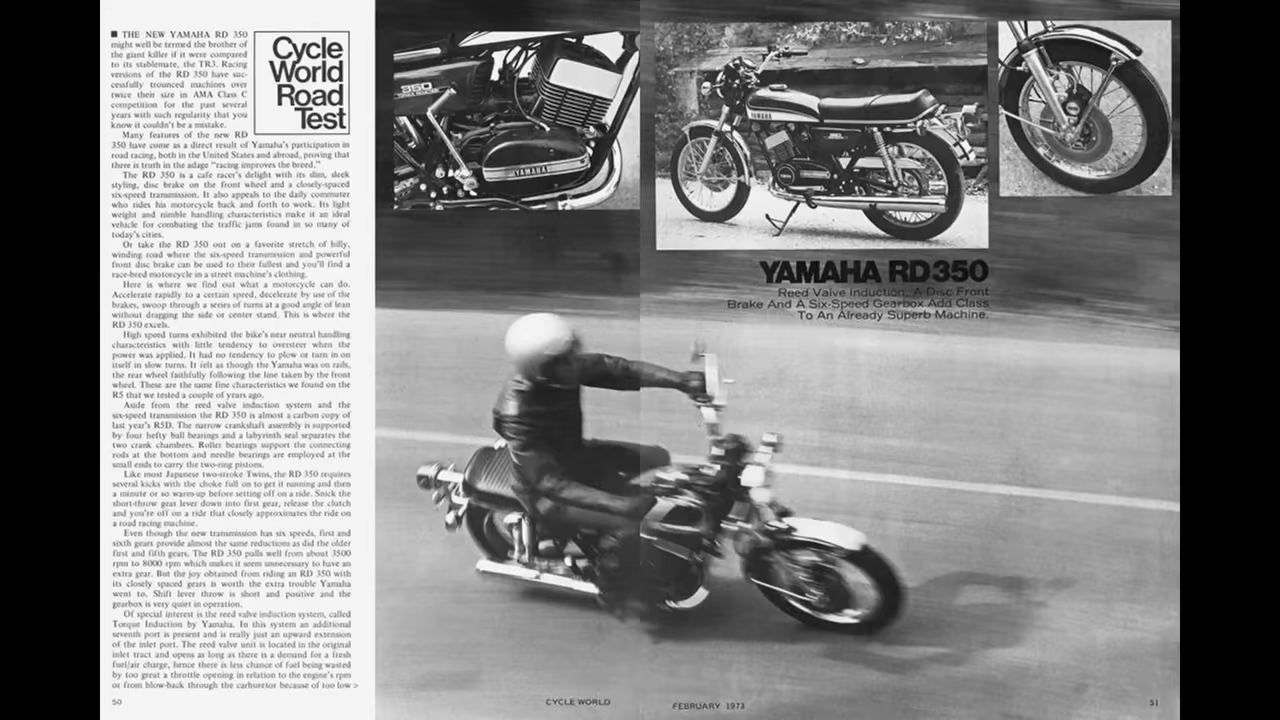 ■ THE NEW YAMAHA RD 350
might well be termed the brother of
the giant killer if it were compared
to its stablemate, the TR3. Racing
versions of the RD 350 have suc-
cessfully trounced machines over
twice their size in AMA Class C
competition for the past several
years with such regularity that you
know it couldn't be a mistake.
Cycle
World
Road
Test
Many features of the new RD
350 have come as a direct result of Yamaha's participation in
road racing, both in the United States and abroad, proving that
there is truth in the adage "racing improves the breed."
The RD 350 is a cafe racer's delight with its slim, sleek
styling, disc brake on the front wheel and a closely-spaced
six-speed transmission. It also appeals to the daily commuter
who rides his motorcycle back and forth to work. Its light
weight and nimble handling characteristics make it an ideal
vehicle for combating the traffic jams found in so many of
today's cities.
Or take the RD 350 out on a favorite stretch of hilly,
winding road where the six-speed transmission and powerful
front disc brake can be used to their fullest and you'll find a
race-bred motorcycle in a street machine's clothing.
Here is where we find out what a motorcycle can do.
Accelerate rapidly to a certain speed, decelerate by use of the
brakes, swoop through a series of turns at a good angle of lean
without dragging the side or center stand. This is where the
RD 350 excels.
High speed turns exhibited the bike's near neutral handling
characteristics with little tendency to oversteer when the
power was applied. It had no tendency to plow or turn in on
itself in slow turns. It felt as though the Yamaha was on rails,
the rear wheel faithfully following the line taken by the front
wheel. These are the same fine characteristics we found on the
R5 that we tested a couple of years ago.
Aside from the reed valve induction system and the
six-speed transmission the RD 350 is almost a carbon copy of
last year's R5D. The narrow crankshaft assembly is supported
by four hefty ball bearings and a labyrinth seal separates the
two crank chambers. Roller bearings support the connecting
rods at the bottom and needle bearings are employed at the
small ends to carry the two-ring pistons.
Like most Japanese two-stroke Twins, the RD 350 requires
several kicks with the choke full on to get it running and then
a minute or so warm-up before setting off on a ride. Snick the
short-throw gear lever down into first gear, release the clutch
and you're off on a ride that closely approximates the ride on
a road racing machine.
Even though the new transmission has six speeds, first and
sixth gears provide almost the same reductions as did the older
first and fifth gears. The RD 350 pulls well from about 3500
rpm to 8000 rpm which makes it seem unnecessary to have an
extra gear. But the joy obtained from riding an RD 350 with
its closely spaced gears is worth the extra trouble Yamaha
went to. Shift lever throw is short and positive and the
gearbox is very quiet in operation.
Of special interest is the reed valve induction system, called
Torque Induction by Yamaha. In this system an additional
seventh port is present and is really just an upward extension
of the inlet port. The reed valve unit is located in the original
inlet tract and opens as long as there is a demand for a fresh
fuel/air charge, hence there is less chance of fuel being wasted
by too great a throttle opening in relation to the engine's rpm
or from blow-back through the carburetor because of too low >
50
350
YAMAHA
YAMAHA
YAMAHA RD350
Reed Valve Induction, A Disc Front
Brake And A Six-Speed Gearbox Add Class
To An Already Superb Machine.
CYCLE WORLD
FEBRUARY 1973
51